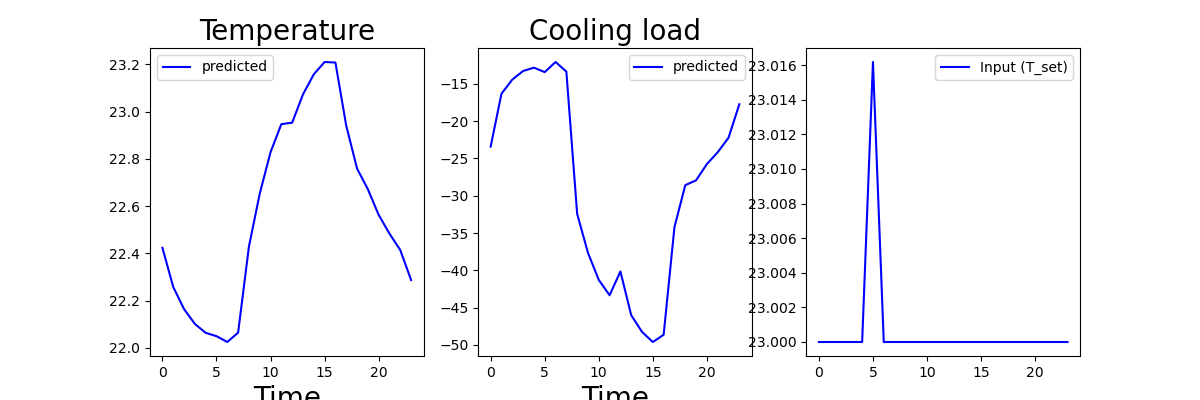 Temperature
predicted
23.2
23.0
22.8
22.6
22.4
22.2
22.0
0 5 10 15 20
Time
Cooling load
predicted
−15
−20
−25
−30
−35
−40
−45
−50
0 5 10 15 20
Time
Input (T_set)
23.016
23.014
23.012
23.010
23.008
23.006
23.004
23.002
23.000
0 5 10 15 20